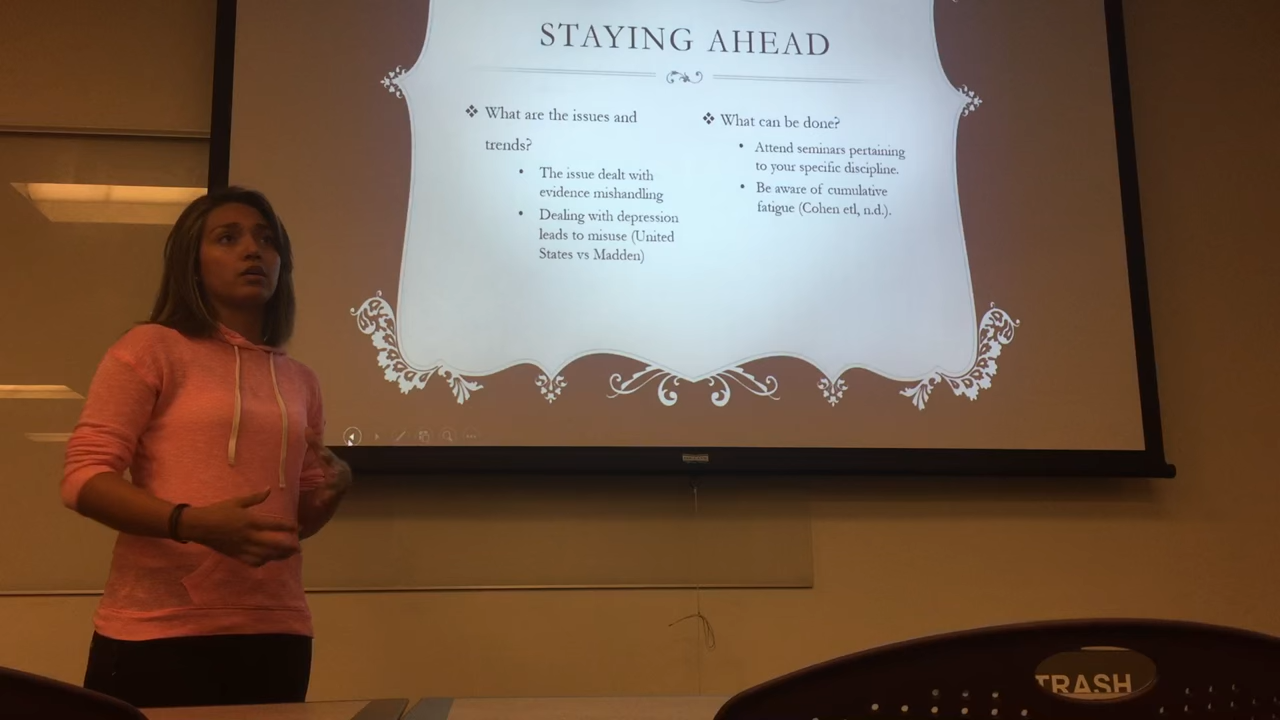 STAYING AHEAD
❖ What are the issues and
trends?
• The issue dealt with
evidence mishandling
• Dealing with depression
leads to misuse (United
States vs Madden)
❖ What can be done?
• Attend seminars pertaining
to your specific discipline.
• Be aware of cumulative
fatigue (Cohen etl, n.d.).
TRASH